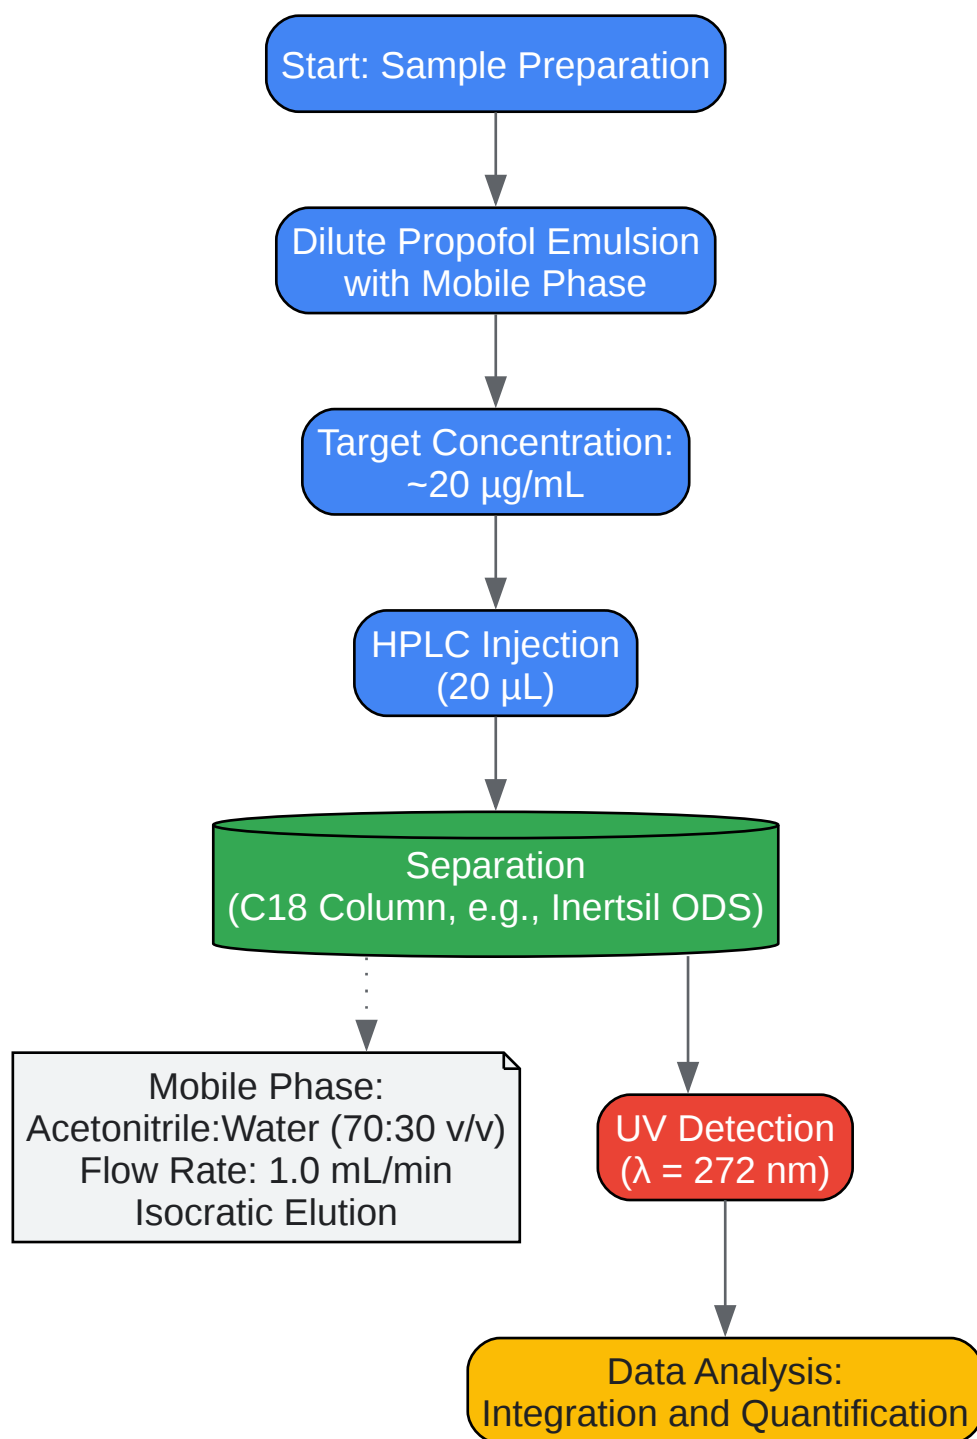 Start: Sample Preparation
Dilute Propofol Emulsion
with Mobile Phase
Target Concentration:
~20 µg/mL
HPLC Injection
(20 µL)
Separation
(C18 Column, e.g., Inertsil ODS)
Mobile Phase:
Acetonitrile:Water (70:30 v/v)
Flow Rate: 1.0 mL/min
Isocratic Elution
UV Detection
(λ = 272 nm)
Data Analysis:
Integration and Quantification